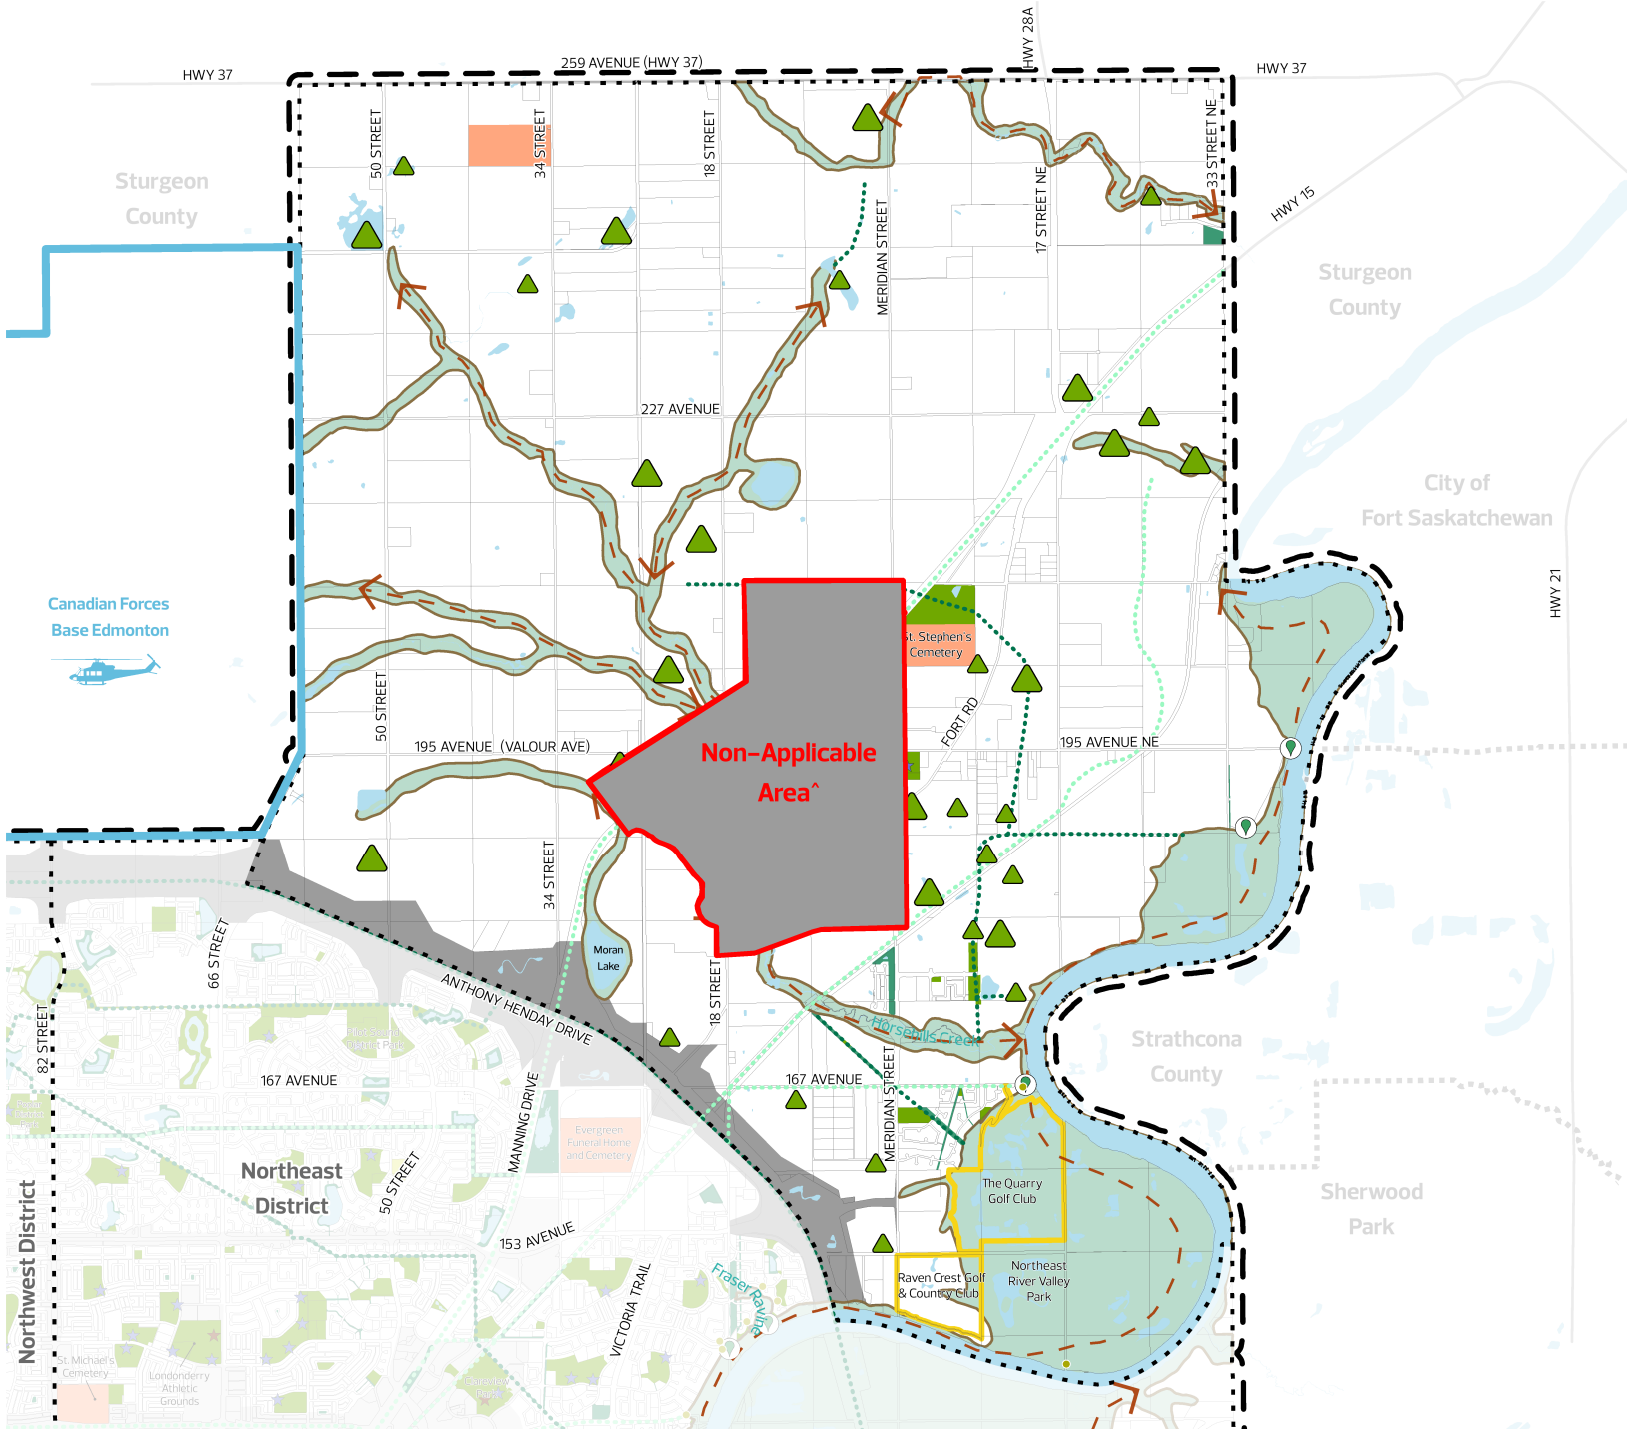 HWY 28A
259 AVENUE (HWY 37)
HWY 37
HWY 37
50 STREET
34 STREET
18 STREET
33 STREET NE
Sturgeon
County
17 STREET NE
HWY 15
MERIDIAN STREET
Sturgeon
County
227 AVENUE
City of
Fort Saskatchewan
HWY 21
Canadian Forces
Base Edmonton
St. Stephen's
Cemetery
50 STREET
FORT RD
195 AVENUE (VALOUR AVE)
195 AVENUE NE
Non-Applicable
Area^
34 STREET
66 STREET
Moran
Lake
18 STREET
ANTHONY HENDAY DRIVE
82 STREET
District Park
Horsehills Creek
Strathcona
County
167 AVENUE
167 AVENUE
MERIDIAN STREET
MANNING DRIVE
Evergreen
Funeral Home
and Cemetery
Northeast
District
50 STREET
The Quarry
Golf Club
Sherwood
Park
Northwest District
153 AVENUE
Fraser Ravine
VICTORIA TRAIL
Raven Crest Golf
& Country Club
Northeast
River Valley
Park
St. Michael's
Cemetery
Londonderry
Athletic
Grounds
Clareview
Park